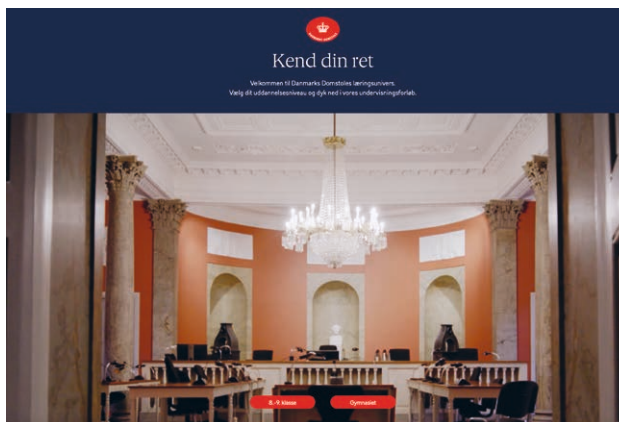 Kend din ret
Velkommen til Danmarks Domstoles læringsunivers.
Vælg dit uddannelsesniveau og dyk ned i vores undervisningsforløb.
8.-9. klasse
Gymnasiet